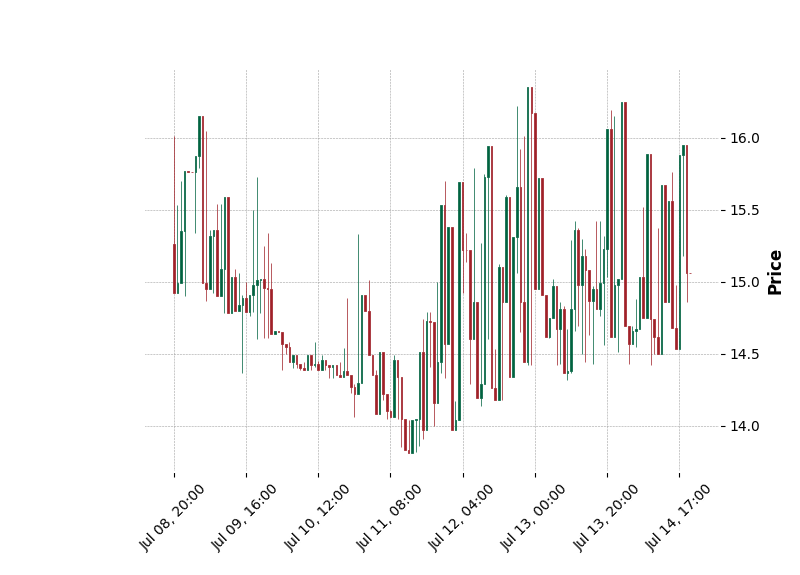 16.0
15.5
15.0
14.5
14.0
Price
Jul 08, 20:00
Jul 09, 16:00
Jul 10, 12:00
Jul 11, 08:00
Jul 12, 04:00
Jul 13, 00:00
Jul 13, 20:00
Jul 14, 17:00